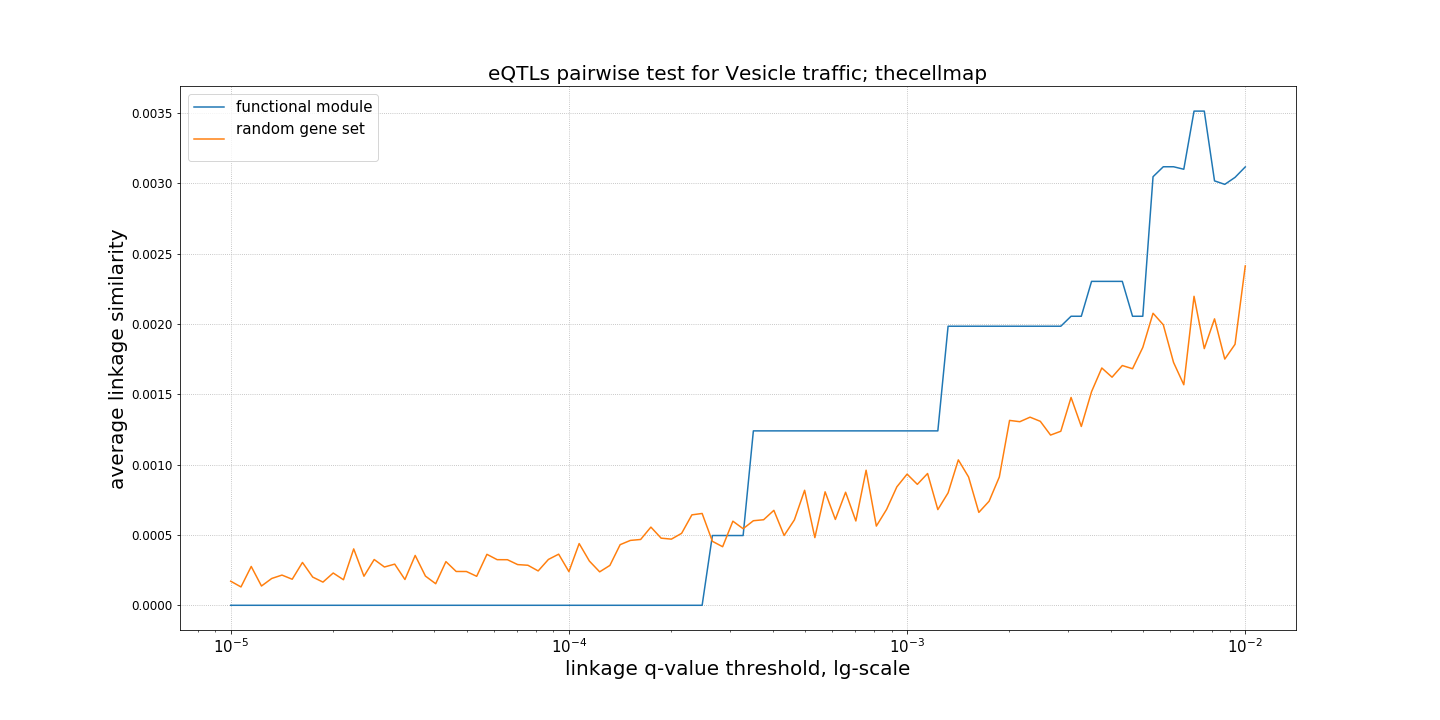 eQTLs pairwise test for Vesicle traffic; thecellmap
functional module
random gene set
average linkage similarity
0.0035
0.0030
0.0025
0.0020
0.0015
0.0010
0.0005
0.0000
10⁻⁵ 10⁻⁴ 10⁻³ 10⁻²
linkage q-value threshold, lg-scale